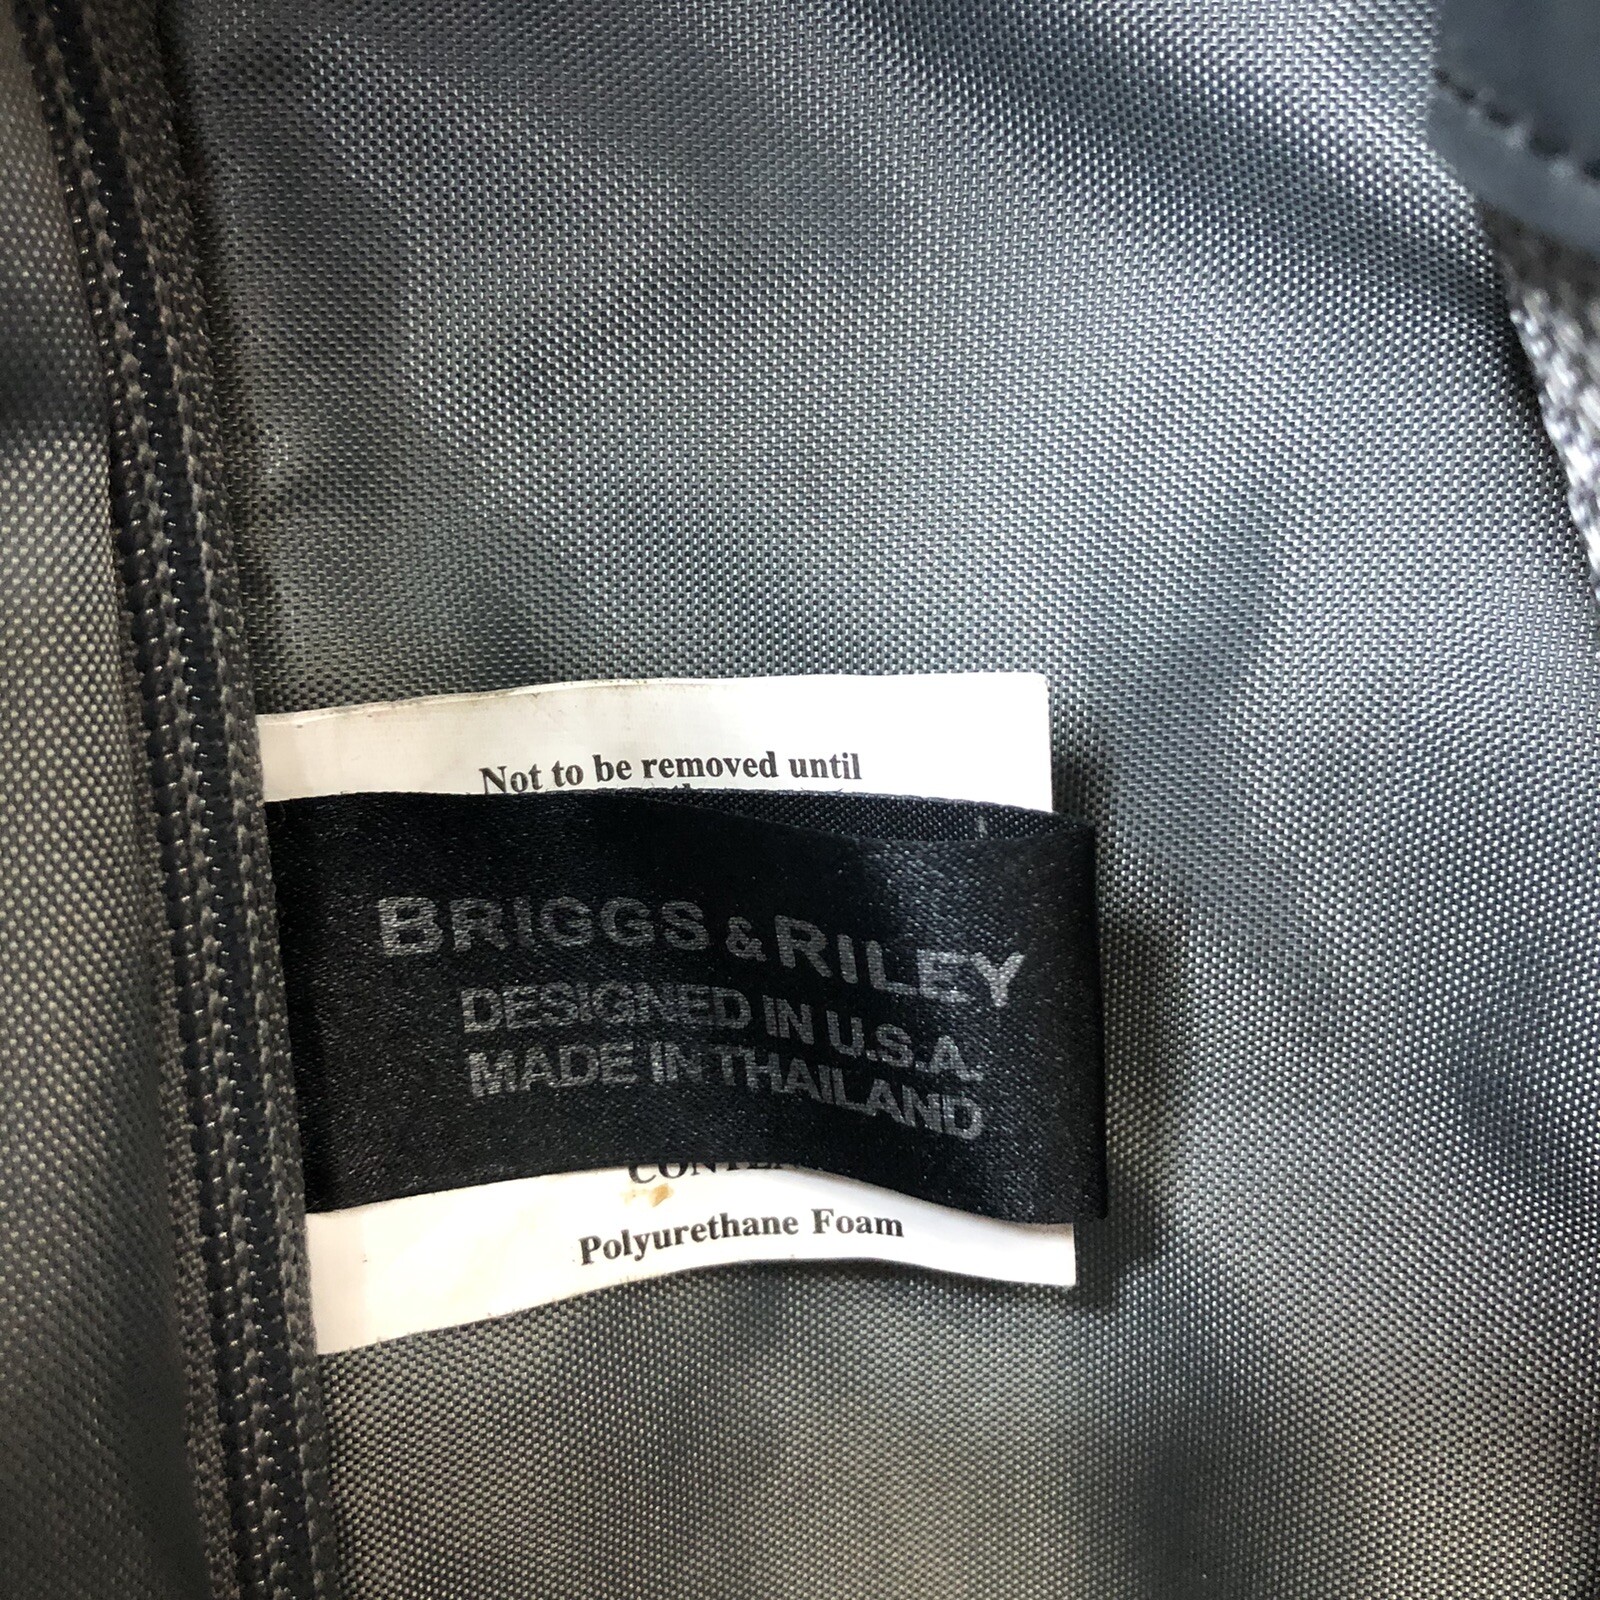 Not to be removed until
BRIGGS & RILEY
DESIGNED IN U.S.A.
MADE IN THAILAND
Polyurethane Foam